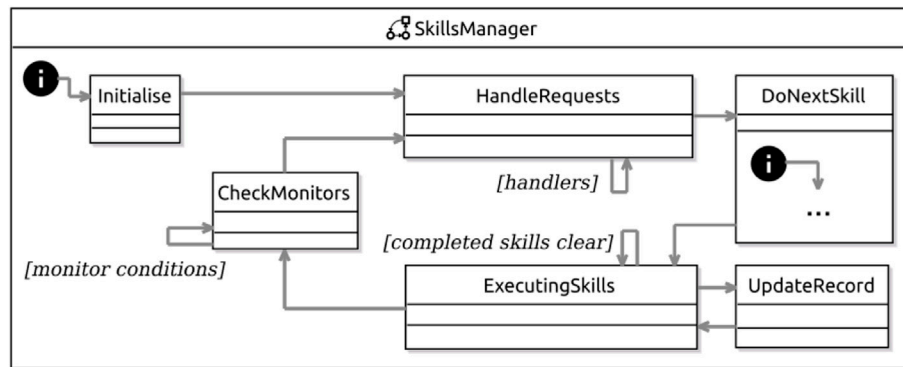 SkillsManager
i
Initialise
HandleRequests
DoNextSkill
i
...
[handlers]
CheckMonitors
[monitor conditions]
[completed skills clear]
ExecutingSkills
UpdateRecord